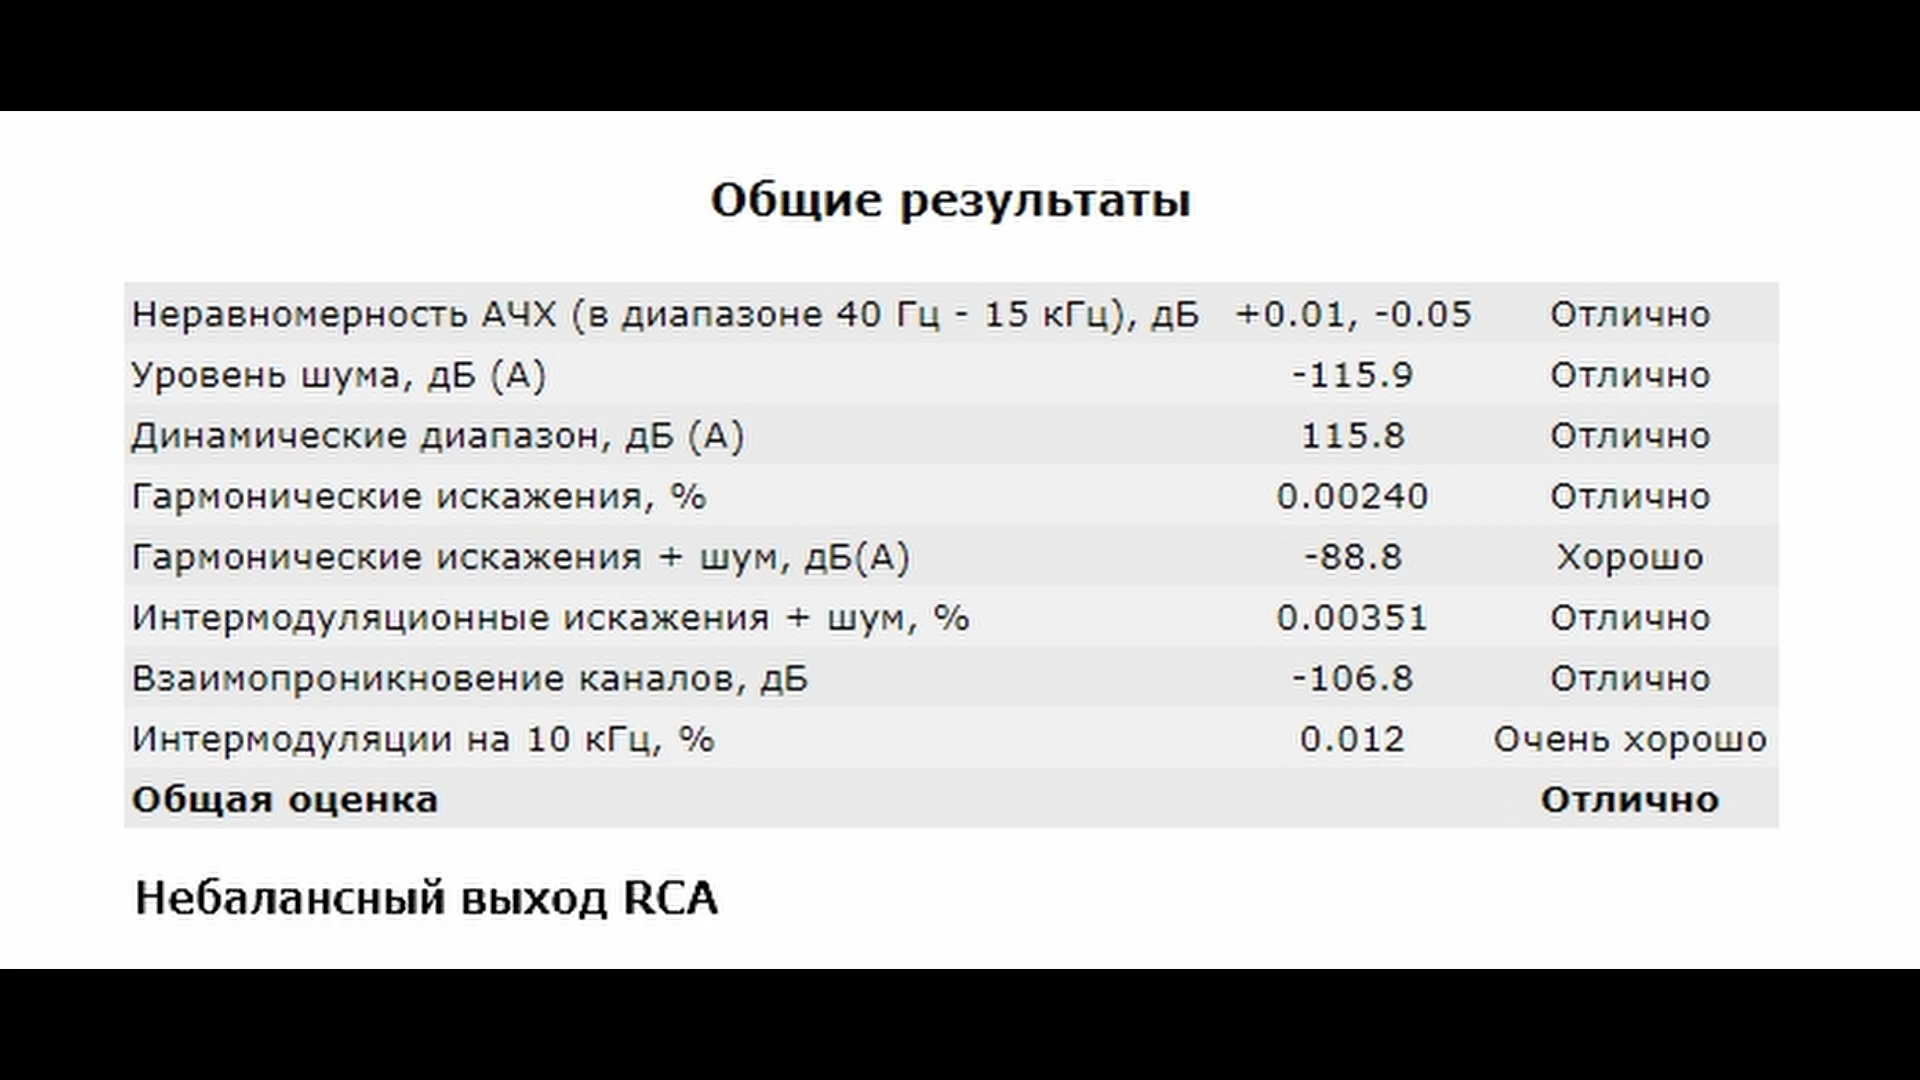 Общие результаты
Неравномерность АЧХ (в диапазоне 40 Гц - 15 кГц), дБ +0.01, -0.05 Отлично
Уровень шума, дБ (А) -115.9 Отлично
Динамические диапазон, дБ (А) 115.8 Отлично
Гармонические искажения, % 0.00240 Отлично
Гармонические искажения + шум, дБ(А) -88.8 Хорошо
Интермодуляционные искажения + шум, % 0.00351 Отлично
Взаимопроникновение каналов, дБ -106.8 Отлично
Интермодуляции на 10 кГц, % 0.012 Очень хорошо
Общая оценка Отлично
Небалансный выход RCA